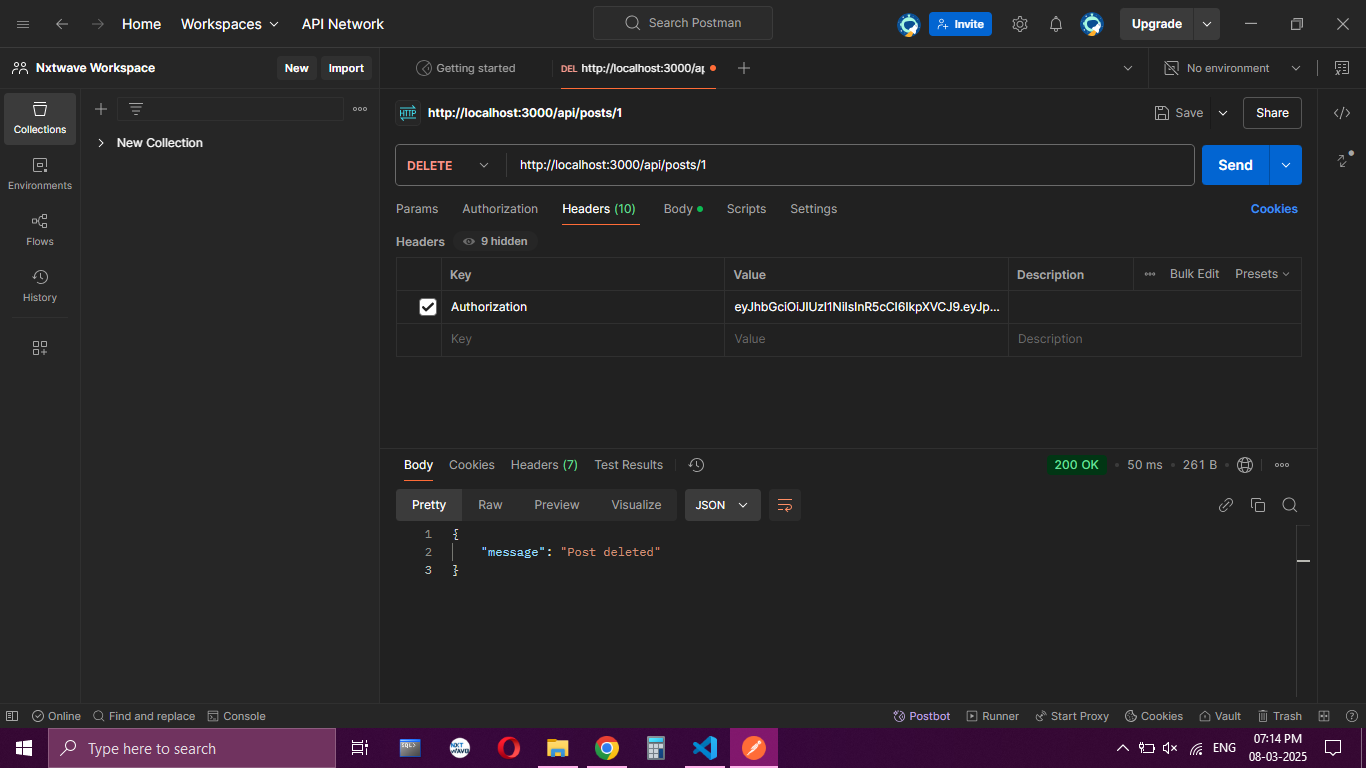 Home Workspaces API Network Search Postman Invite Upgrade
Nxtwave Workspace New Import Getting started DEL http://localhost:3000/ap No environment
Collections
New Collection
Environments
Flows
History
HTTP http://localhost:3000/api/posts/1 Save Share
DELETE http://localhost:3000/api/posts/1 Send
Params Authorization Headers (10) Body Scripts Settings Cookies
Headers 9 hidden
Key Value Description Bulk Edit Presets
Authorization eyJhbGciOiJIUzI1NiIsInR5cCI6IkpXVCJ9.eyJp...
Key Value Description
Body Cookies Headers (7) Test Results 200 OK 50 ms 261 B
Pretty Raw Preview Visualize JSON
1 {
2 "message": "Post deleted"
3 }
Online Find and replace Console Postbot Runner Start Proxy Cookies Vault Trash
Type here to search
SQL
NXT WAVE
ENG
07:14 PM
08-03-2025